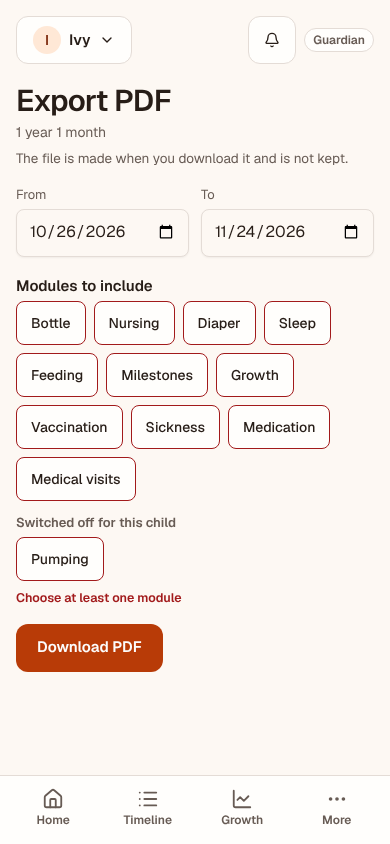 I Ivy Guardian
Export PDF
1 year 1 month
The file is made when you download it and is not kept.
From To
10/26/2026 11/24/2026
Modules to include
Bottle Nursing Diaper Sleep
Feeding Milestones Growth
Vaccination Sickness Medication
Medical visits
Switched off for this child
Pumping
Choose at least one module
Download PDF
Home Timeline Growth More